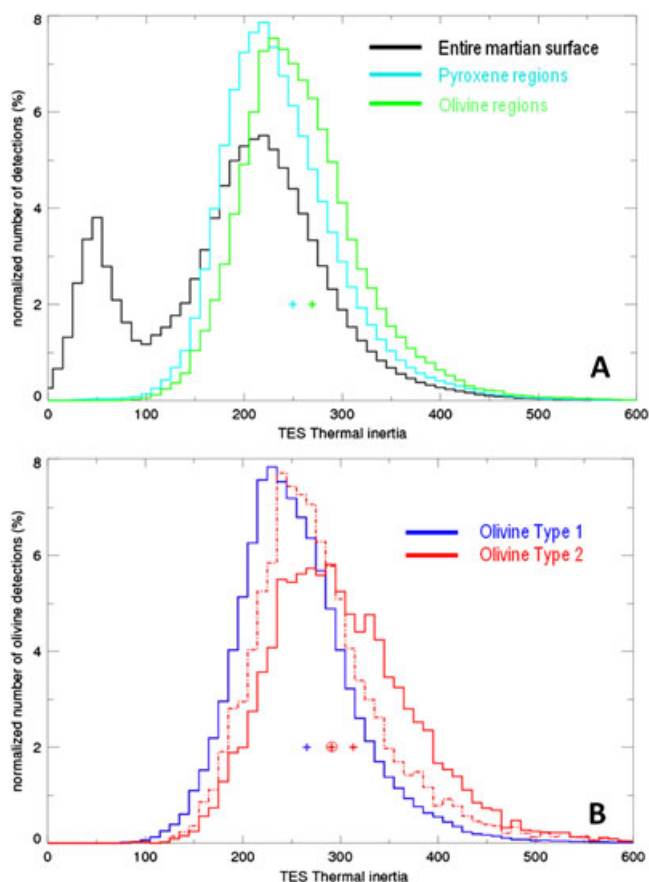 8
6
4
2
0
normalized number of detections (%)
Entire martian surface
Pyroxene regions
Olivine regions
A
0 100 200 300 400 500 600
TES Thermal inertia
8
6
4
2
0
normalized number of olivine detections (%)
Olivine Type 1
Olivine Type 2
B
0 100 200 300 400 500 600
TES Thermal inertia